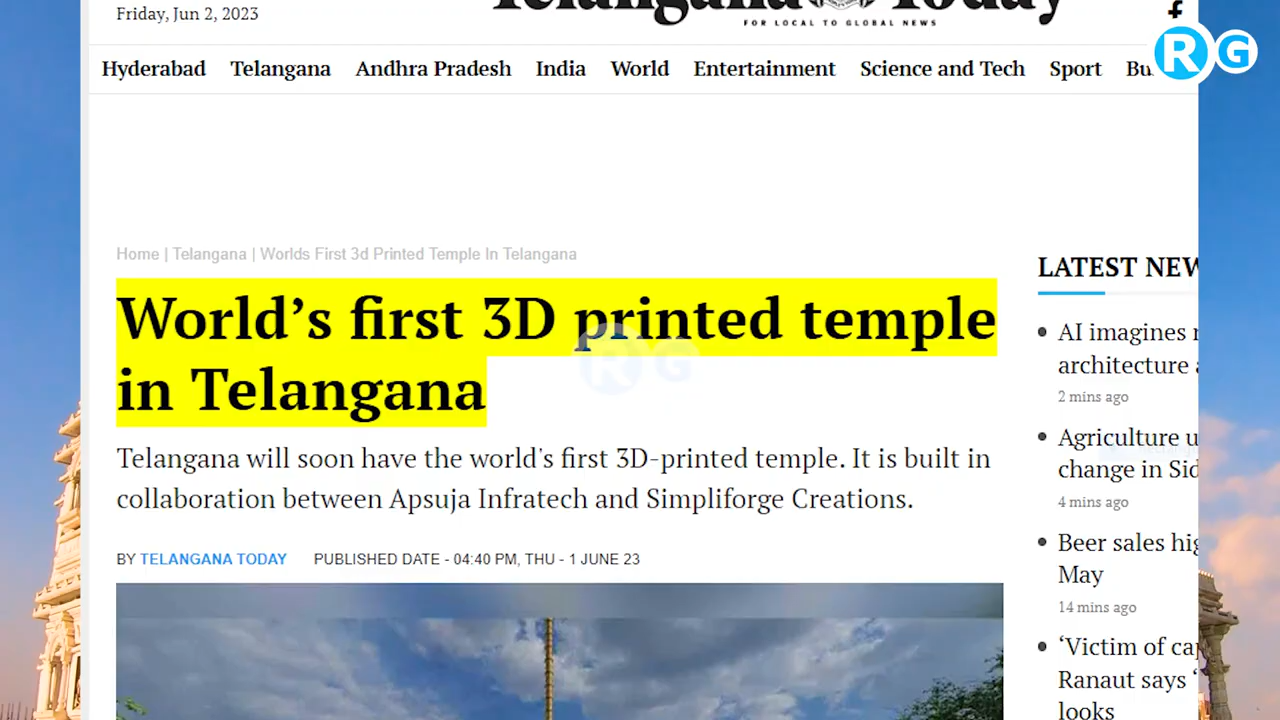 Friday, Jun 2, 2023
Telangana Today
FOR LOCAL TO GLOBAL NEWS
RG
Hyderabad Telangana Andhra Pradesh India World Entertainment Science and Tech Sport
Home | Telangana | Worlds First 3d Printed Temple In Telangana
World's first 3D printed temple
in Telangana
RG
Telangana will soon have the world's first 3D-printed temple. It is built in
collaboration between Apsuja Infratech and Simpliforge Creations.
BY TELANGANA TODAY PUBLISHED DATE - 04:40 PM, THU - 1 JUNE 23
LATEST NEW
AI imagines
architecture
2 mins ago
Agriculture u
change in Sid
4 mins ago
Beer sales hig
May
14 mins ago
‘Victim of ca
Ranaut says ‘
looks